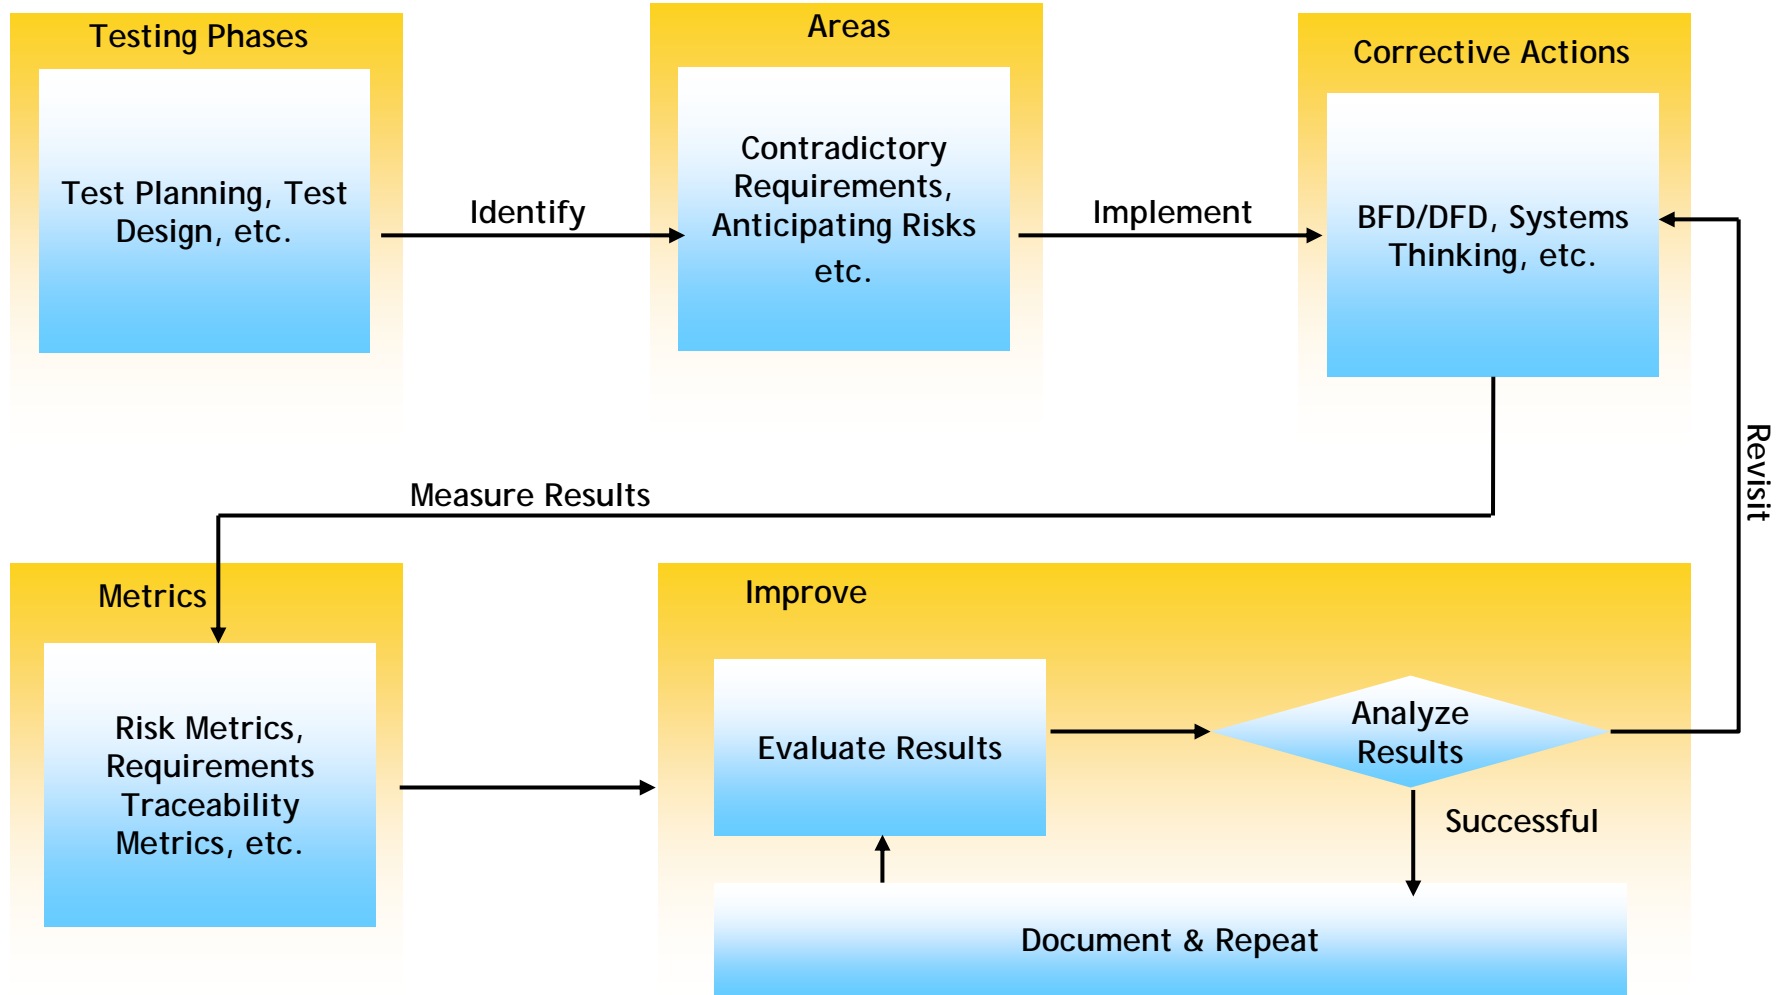 Testing Phases
Test Planning, Test
Design, etc.
Identify
Areas
Contradictory
Requirements,
Anticipating Risks
etc.
Implement
Corrective Actions
BFD/DFD, Systems
Thinking, etc.
Revisit
Measure Results
Metrics
Risk Metrics,
Requirements
Traceability
Metrics, etc.
Improve
Evaluate Results
Analyze
Results
Successful
Document & Repeat